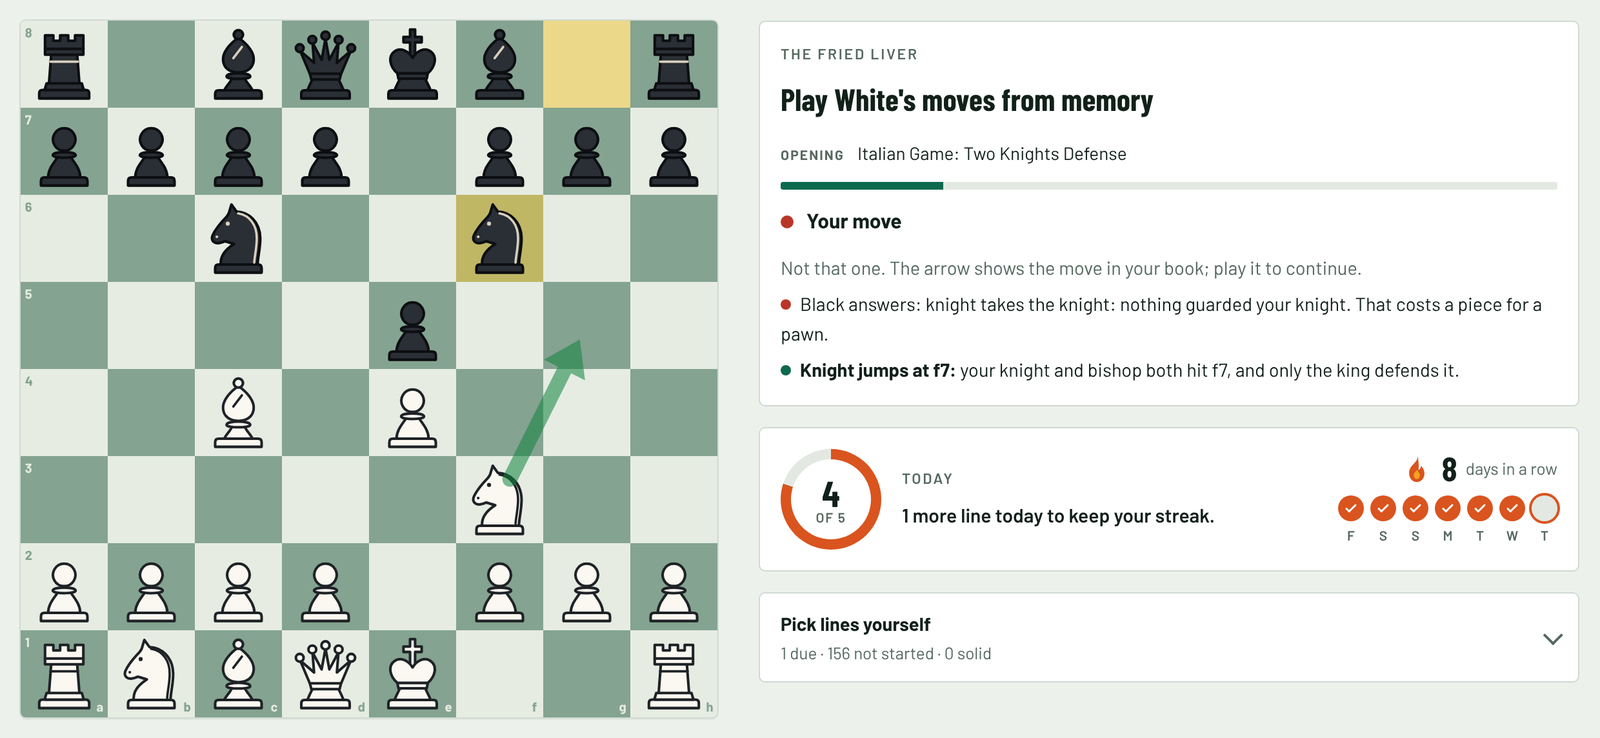 8
7
6
5
4
3
2
1
a b c d e f g h
THE FRIED LIVER
Play White's moves from memory
OPENING Italian Game: Two Knights Defense
Your move
Not that one. The arrow shows the move in your book; play it to continue.
Black answers: knight takes the knight: nothing guarded your knight. That costs a piece for a
pawn.
Knight jumps at f7: your knight and bishop both hit f7, and only the king defends it.
4
OF 5
TODAY
1 more line today to keep your streak.
8 days in a row
F S S M T W T
Pick lines yourself
1 due · 156 not started · 0 solid